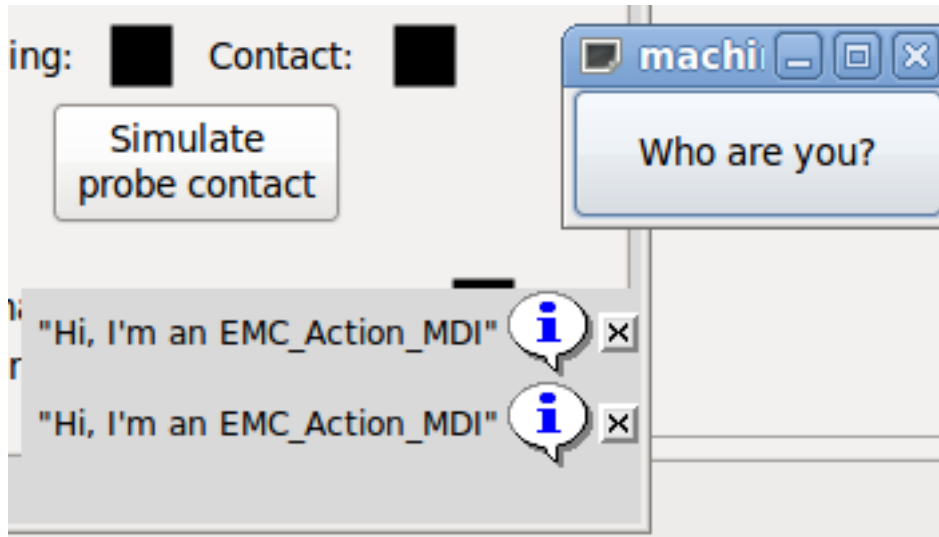 ing: Contact:
machi
Simulate
probe contact
Who are you?
"Hi, I'm an EMC_Action_MDI"
"Hi, I'm an EMC_Action_MDI"